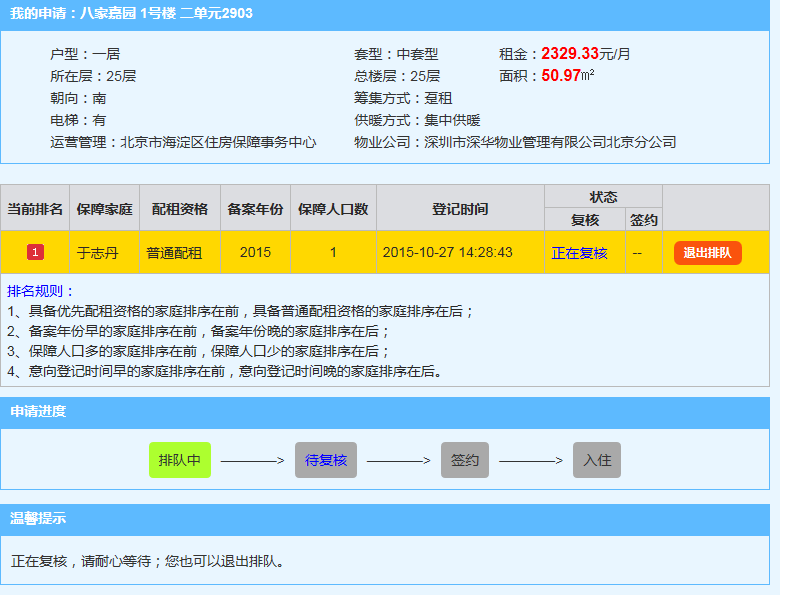 我的申请：八家嘉园 1号楼 二单元2903
户型：一居 套型：中套型 租金：2329.33元/月
所在层：25层 总楼层：25层 面积：50.97㎡
朝向：南 筹集方式：趸租
电梯：有 供暖方式：集中供暖
运营管理：北京市海淀区住房保障事务中心 物业公司：深圳市深华物业管理有限公司北京分公司
当前排名 保障家庭 配租资格 备案年份 保障人口数 登记时间 状态
复核 签约
1 于志丹 普通配租 2015 1 2015-10-27 14:28:43 正在复核 -- 退出排队
排名规则：
1、具备优先配租资格的家庭排序在前，具备普通配租资格的家庭排序在后；
2、备案年份早的家庭排序在前，备案年份晚的家庭排序在后；
3、保障人口多的家庭排序在前，保障人口少的家庭排序在后；
4、意向登记时间早的家庭排序在前，意向登记时间晚的家庭排序在后。
申请进度
排队中 ————> 待复核 ————> 签约 ————> 入住
温馨提示
正在复核，请耐心等待；您也可以退出排队。